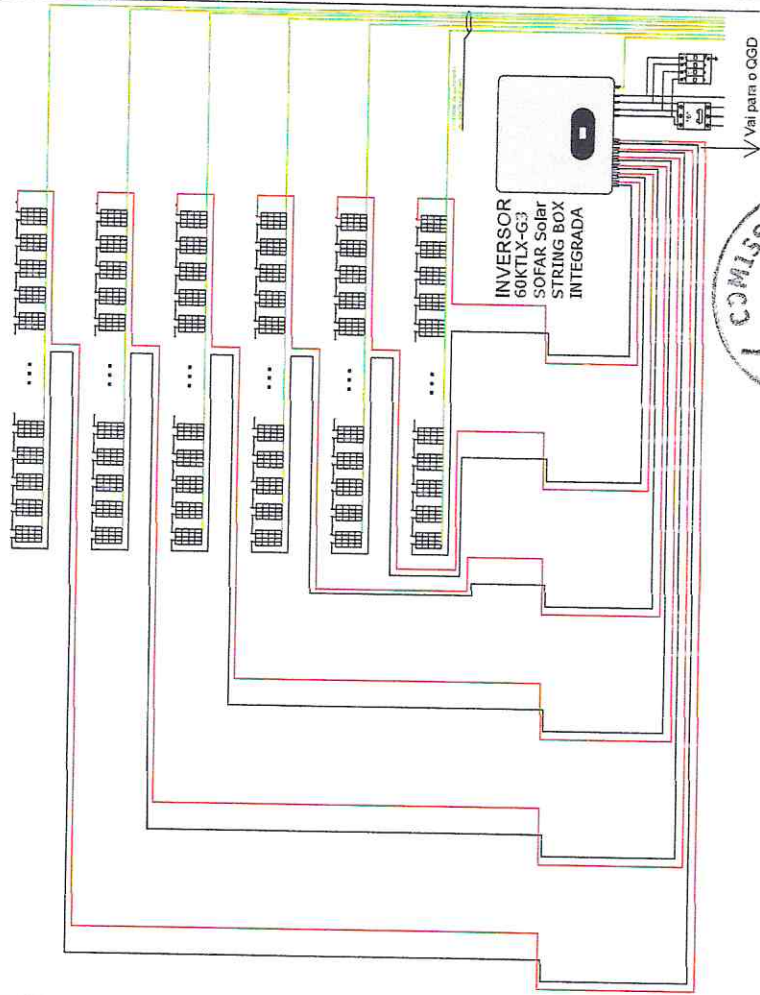 INVERSOR
60KTLX-G3
SOFAR Solar
STRING BOX
INTEGRADA
Vai para o QGD